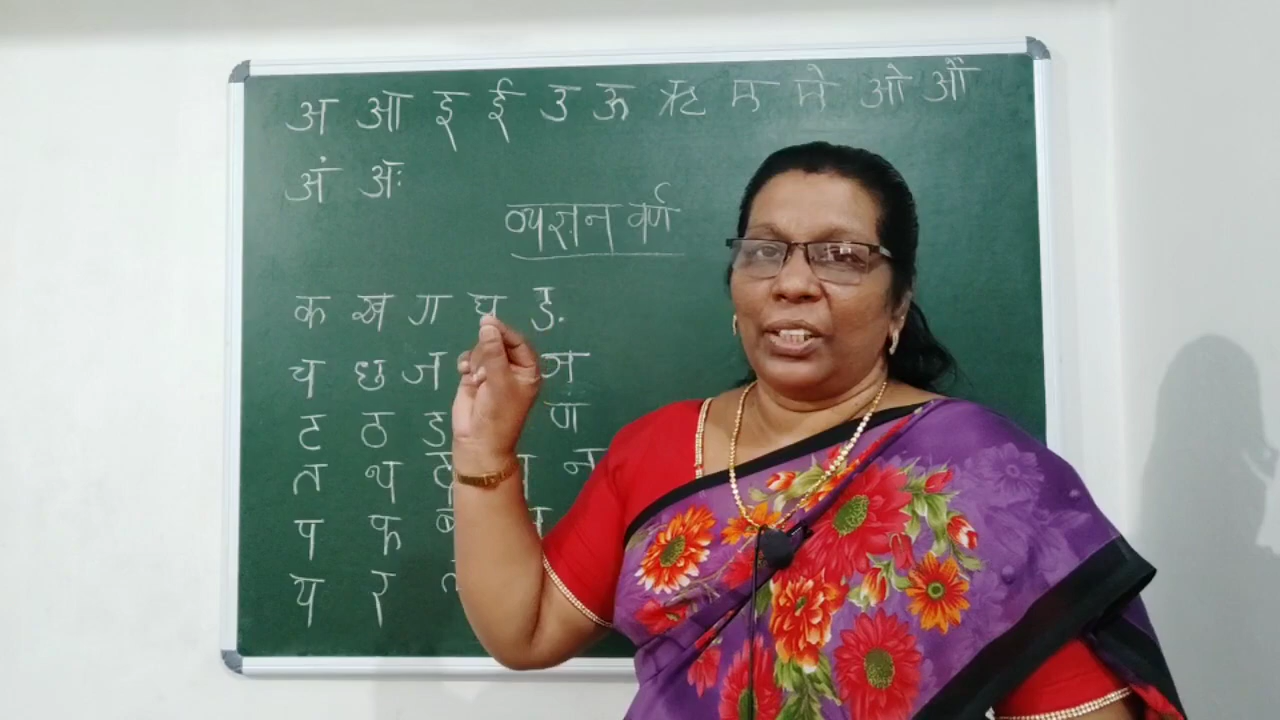 अ आ इ ई उ ऊ ऋ ए ऐ ओ औ
अं अः
व्यजन वर्ण
क ख ग घ ङ
च छ ज ञ
ट ठ ड ण
त थ द न
प फ ब
य र